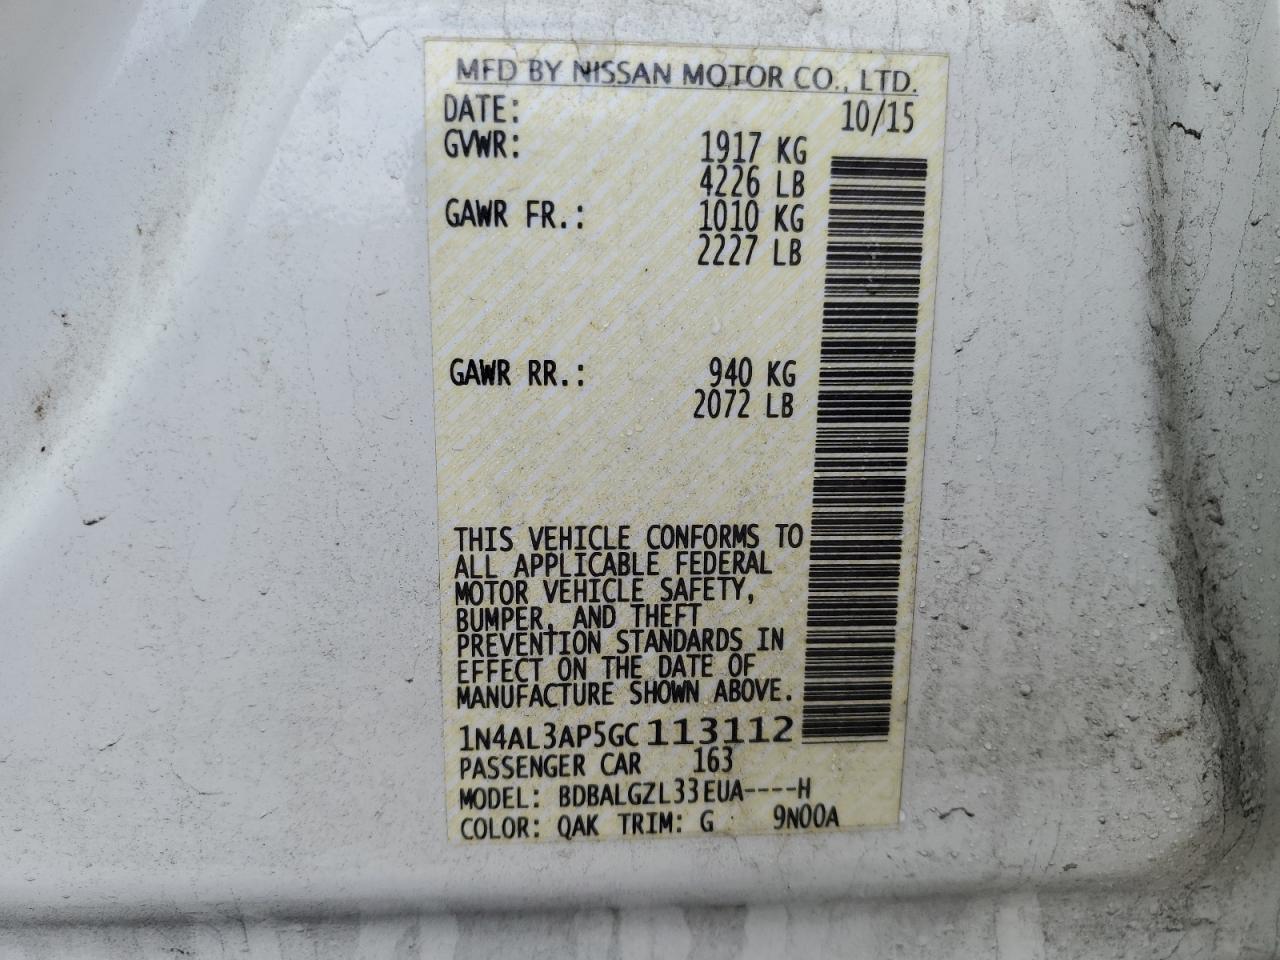 MFD BY NISSAN MOTOR CO., LTD.
DATE: 10/15
GVWR: 1917 KG
4226 LB
GAWR FR.: 1010 KG
2227 LB
GAWR RR.: 940 KG
2072 LB
THIS VEHICLE CONFORMS TO
ALL APPLICABLE FEDERAL
MOTOR VEHICLE SAFETY,
BUMPER, AND THEFT
PREVENTION STANDARDS IN
EFFECT ON THE DATE OF
MANUFACTURE SHOWN ABOVE.
1N4AL3AP5GC113112
PASSENGER CAR 163
MODEL: BDBALGZL33EUA----H
COLOR: QAK TRIM: G 9N00A